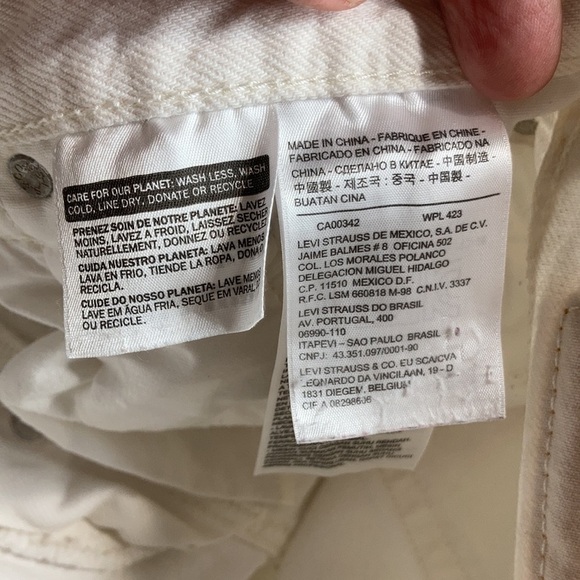 CARE FOR OUR PLANET: WASH LESS, WASH
COLD, LINE DRY, DONATE OR RECYCLE
PRENEZ SOIN DE NOTRE PLANETE: LAVEZ
MOINS, LAVEZ A FROID, LAISSEZ SECHER
NATURELLEMENT, DONNEZ OU RECYCLEZ
CUIDA NUESTRO PLANETA: LAVA MENOS,
LAVA EN FRIO, TIENDE LA ROPA, DONA
O RECICLA
CUIDE DO NOSSO PLANETA: LAVE MENOS
LAVE EM ÁGUA FRIA, SEQUE EM VARAL
OU RECICLE.
MADE IN CHINA - FABRIQUE EN CHINE -
FABRICADO EN CHINA - FABRICADO NA
CHINA - СДЕЛАНО В КИТАЕ - 中国制造 -
中國製 - 제조국 : 중국 - 中国製 -
BUATAN CINA
CA00342 WPL 423
LEVI STRAUSS DE MEXICO, S.A. DE C.V.
JAIME BALMES # 8 OFICINA 502
COL. LOS MORALES POLANCO
DELEGACION MIGUEL HIDALGO
C.P. 11510 MEXICO D.F.
R.F.C. LSM 660818 M-98 C.N.I.V. 3337
LEVI STRAUSS DO BRASIL
AV. PORTUGAL, 400
06990-110
ITAPEVI – SAO PAULO BRASIL
CNPJ: 43.351.097/0001-90
LEVI STRAUSS & CO. EU SCA/CVA
LEONARDO DA VINCILAAN, 19 - D
1831 DIEGEM, BELGIUM
CIF A 08298606